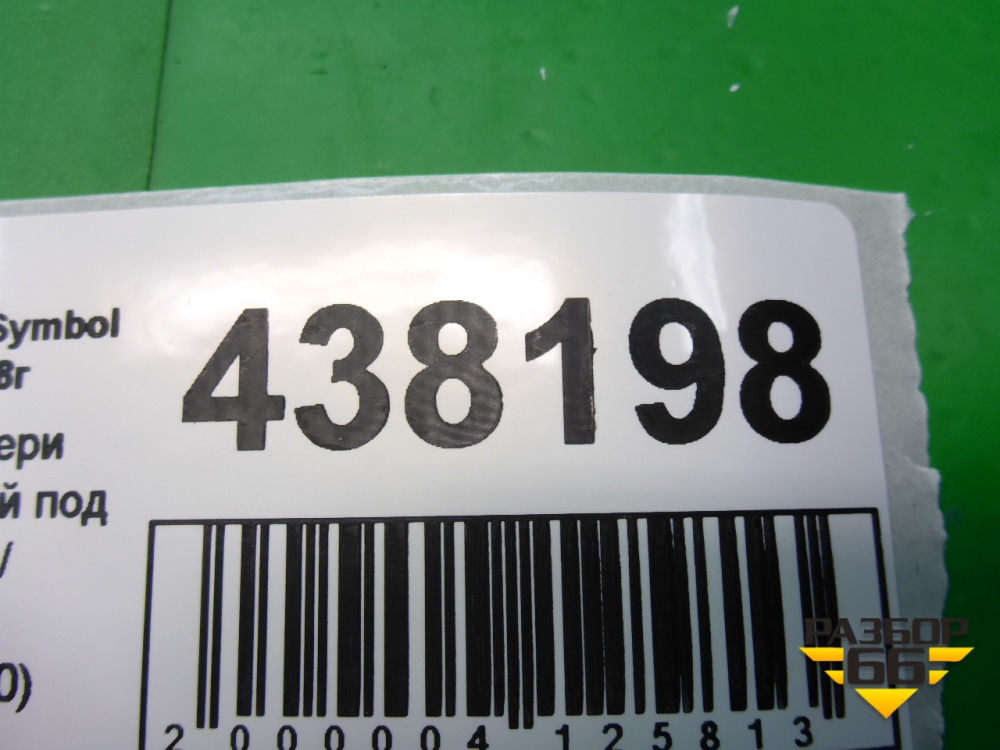 Symbol
8г
438198
ери
й под
/
0)
2 000004 125813
РАЗБОР
66